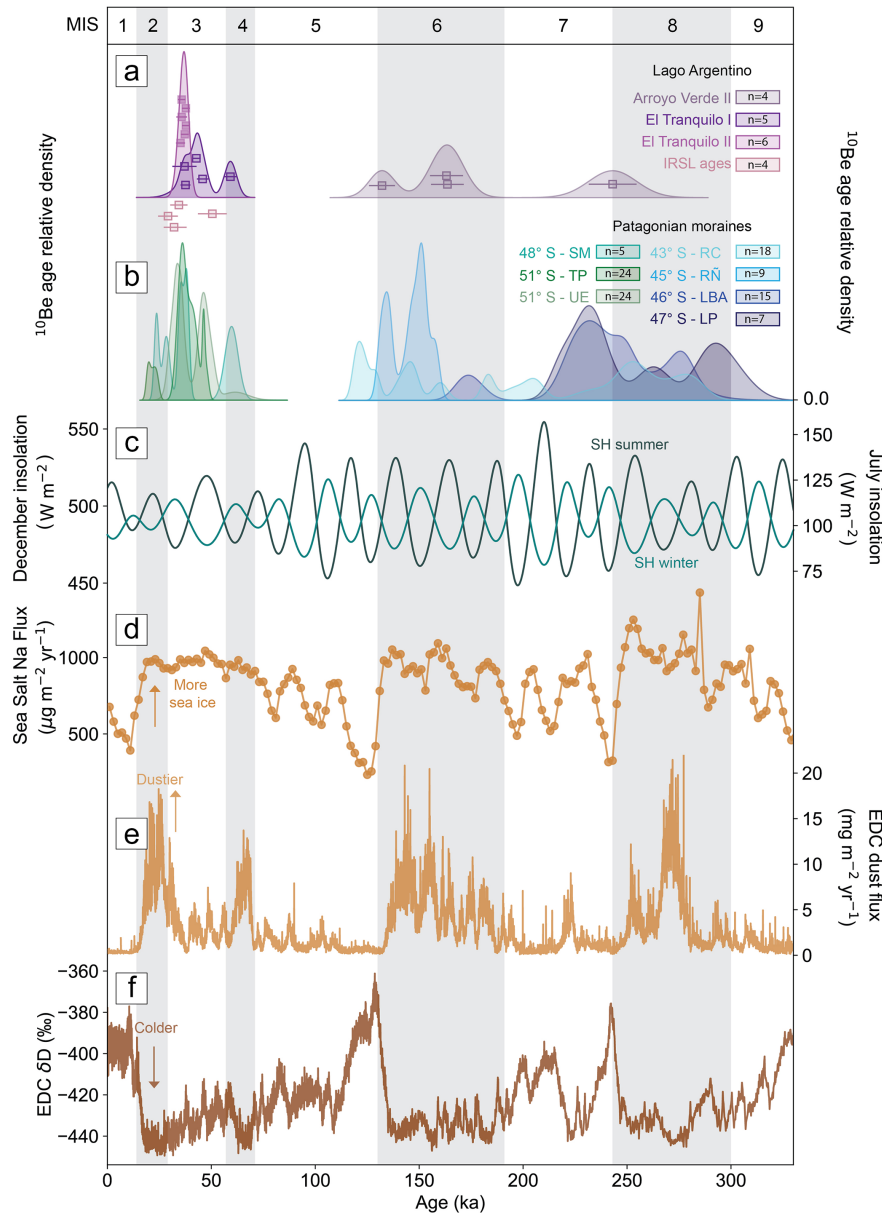 MIS 1 2 3 4 5 6 7 8 9
a
Lago Argentino
Arroyo Verde II n=4
El Tranquilo I n=5
El Tranquilo II n=6
IRSL ages n=4
¹⁰Be age relative density
¹⁰Be age relative density
b
Patagonian moraines
48° S - SM n=5 43° S - RC n=18
51° S - TP n=24 45° S - RÑ n=9
51° S - UE n=24 46° S - LBA n=15
47° S - LP n=7
0.0
c
December insolation
(W m⁻²)
550
500
450
SH summer
SH winter
150
125
100
75
July insolation
(W m⁻²)
d
Sea Salt Na Flux
(µg m⁻² yr⁻¹)
1000
500
More
sea ice
Dustier
e
20
15
10
5
0
EDC dust flux
(mg m⁻² yr⁻¹)
f
EDC δD (‰)
−360
−380
−400
−420
−440
Colder
0 50 100 150 200 250 300
Age (ka)